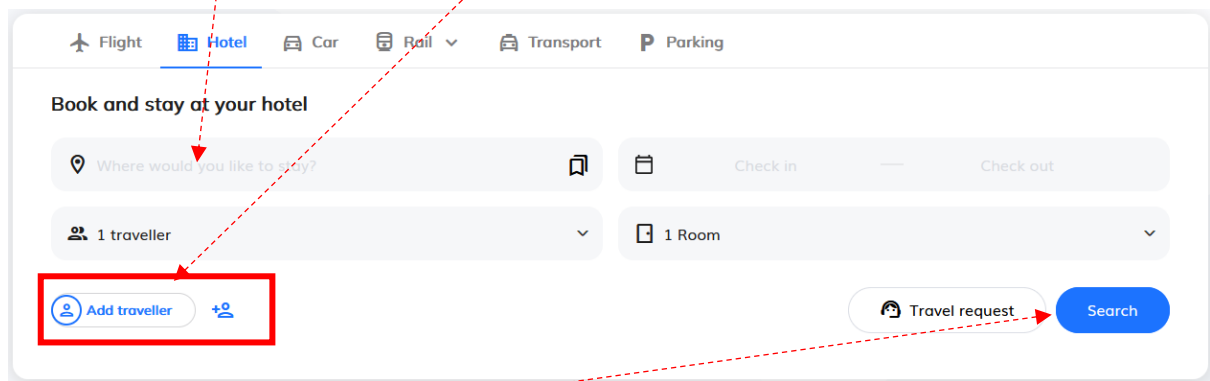 Flight Hotel Car Rail Transport P Parking
Book and stay at your hotel
Where would you like to stay? Check in — Check out
1 traveller 1 Room
Add traveller Travel request Search